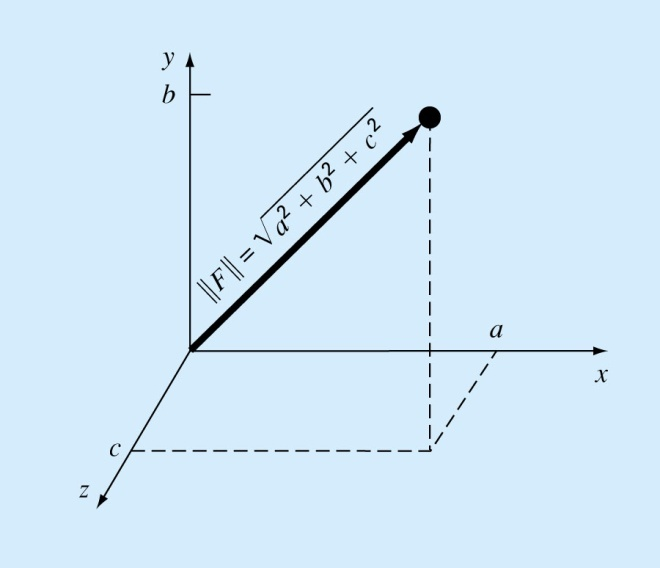 y
b
‖F‖ = √a² + b² + c²
a
x
c
z